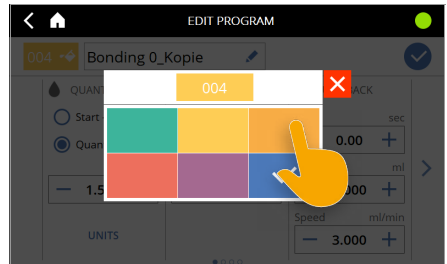 EDIT PROGRAM
004 Bonding 0_Kopie
004
QUANT ACK
Start
sec
Quan 0.00 +
ml
− 1.5 000 +
Speed ml/min
UNITS − 3.000 +